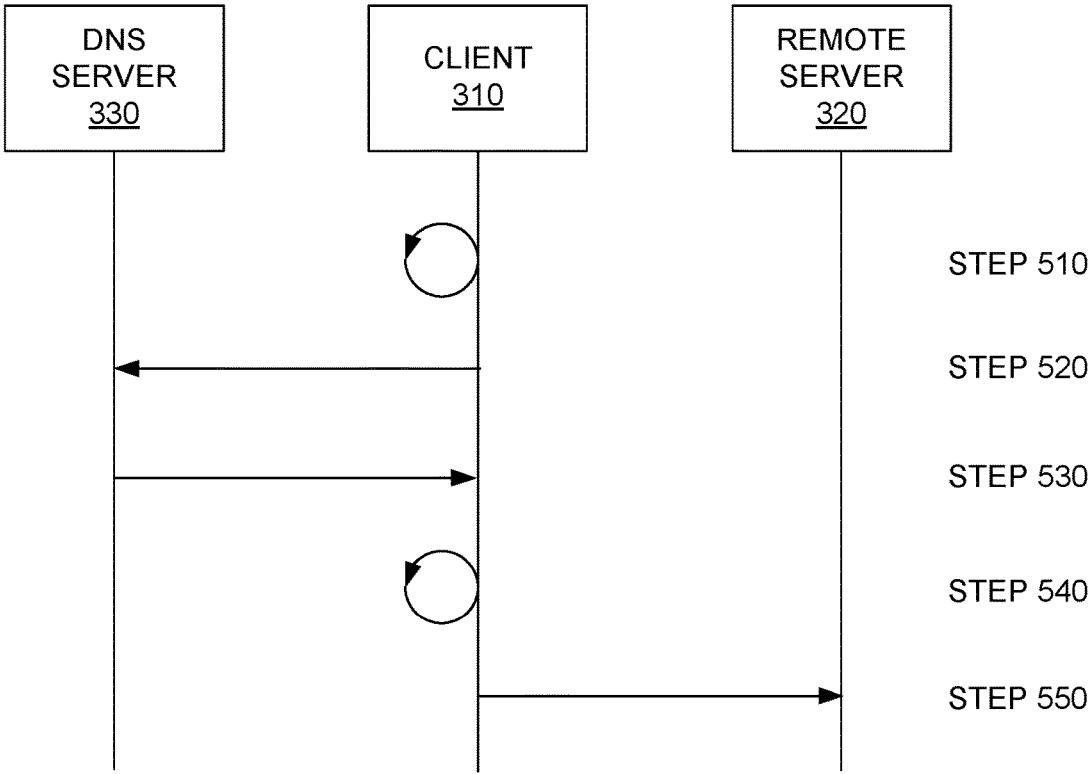 DNS
SERVER
330
CLIENT
310
REMOTE
SERVER
320
STEP 510
STEP 520
STEP 530
STEP 540
STEP 550